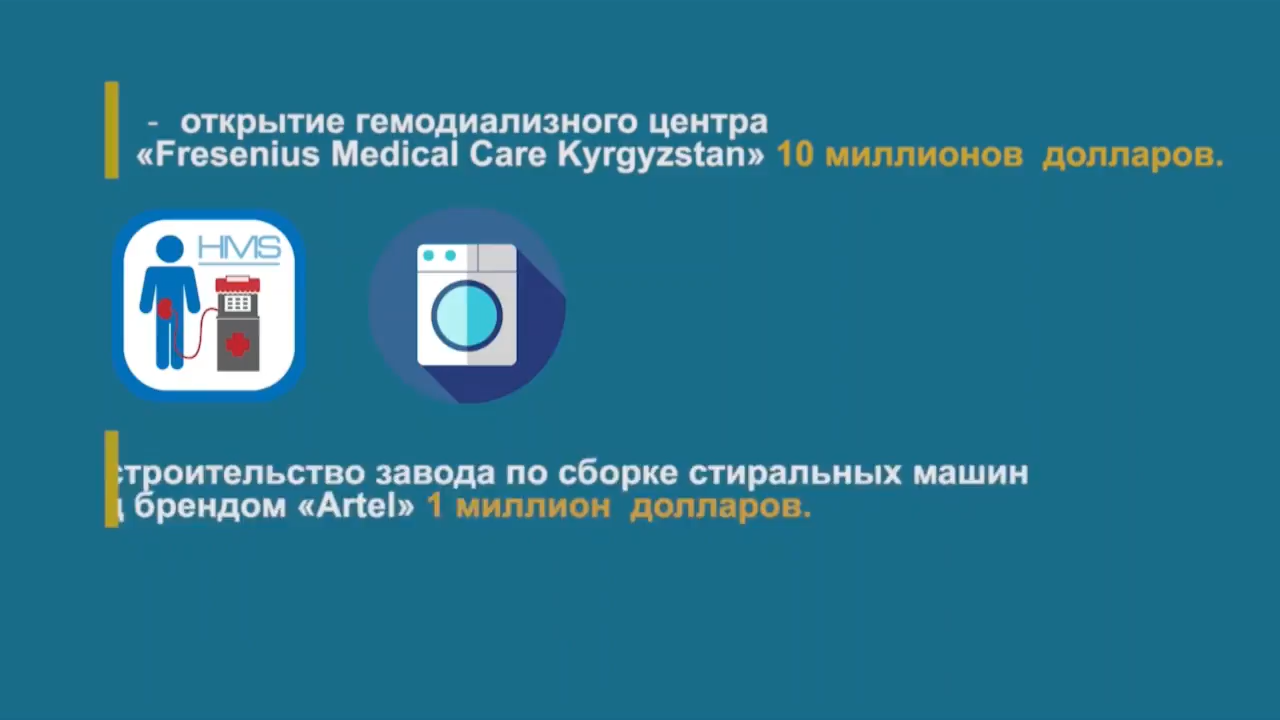 - открытие гемодиализного центра
«Fresenius Medical Care Kyrgyzstan» 10 миллионов долларов.
HMS
строительство завода по сборке стиральных машин
брендом «Artel» 1 миллион долларов.